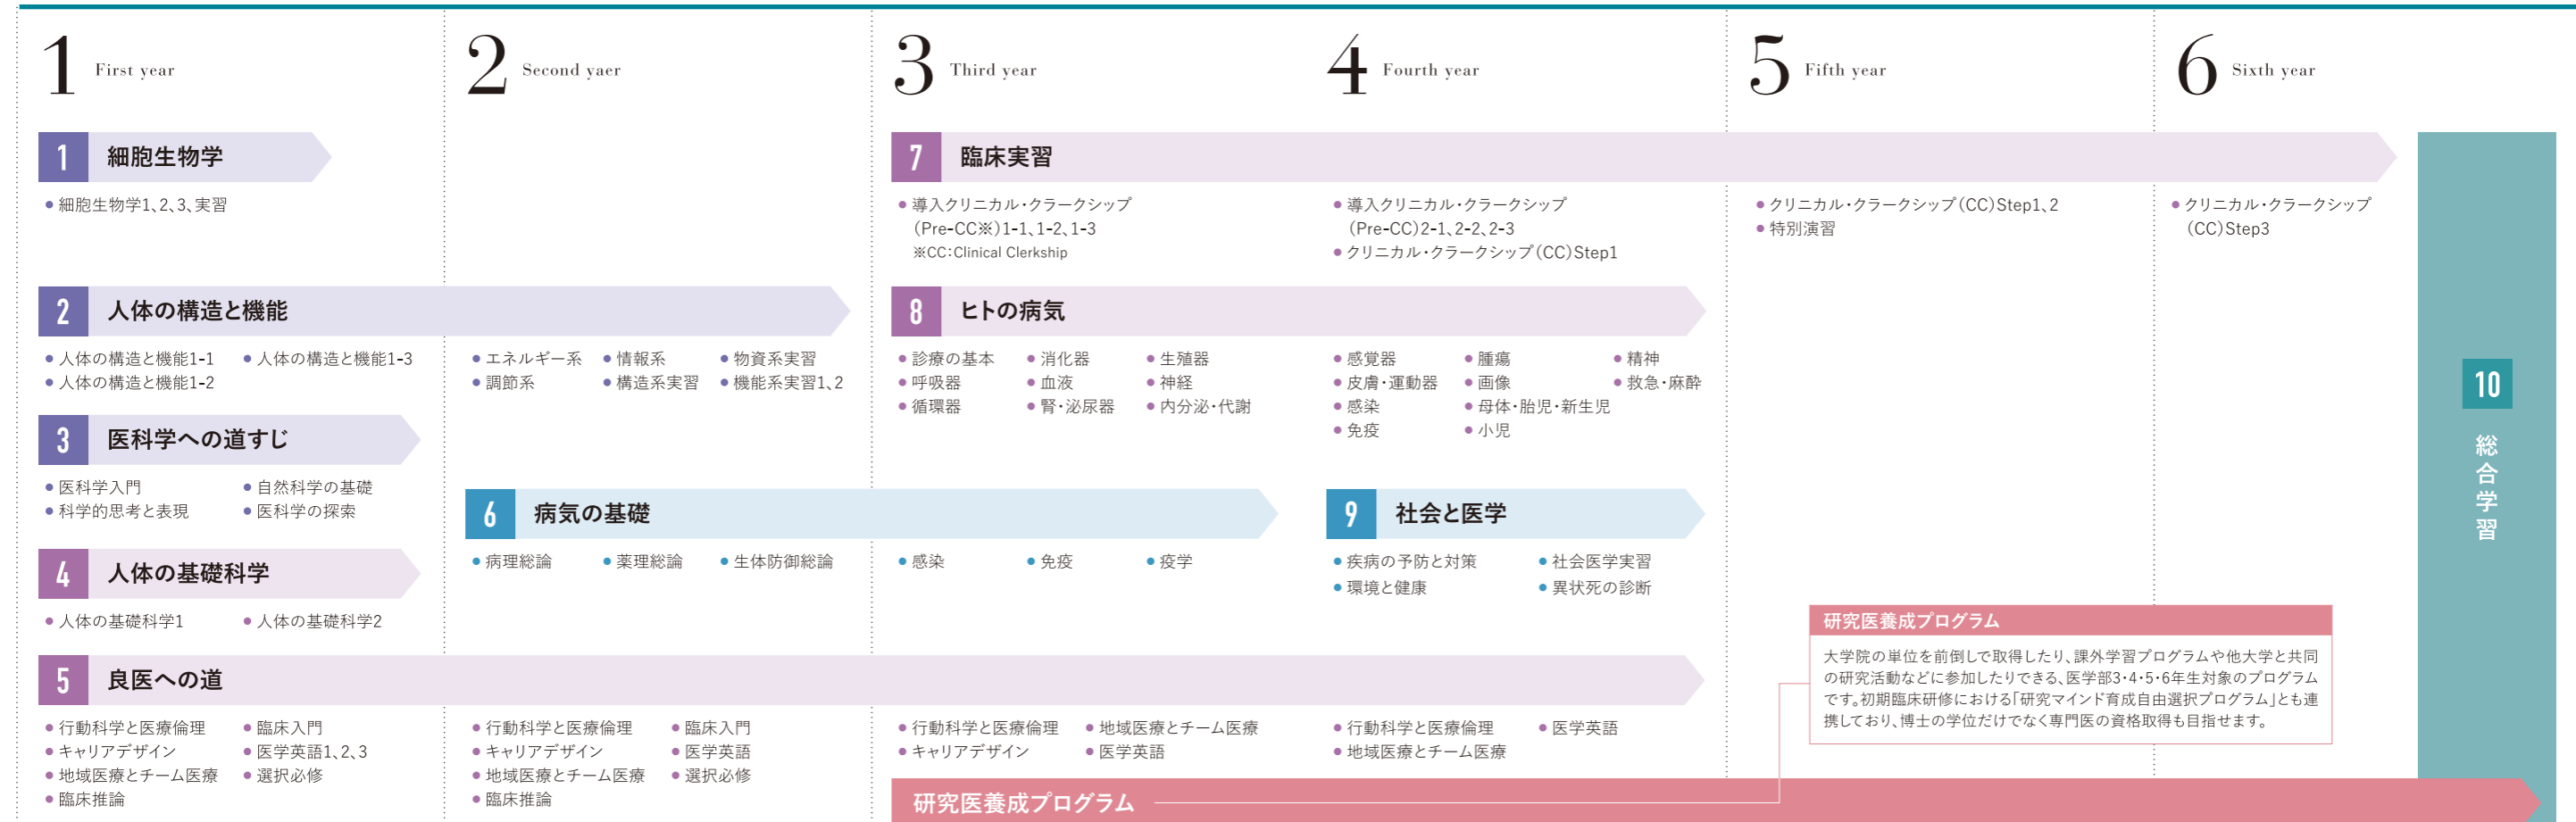 1 First year
2 Second yaer
3 Third year
4 Fourth year
5 Fifth year
6 Sixth year
1 細胞生物学
● 細胞生物学1、2、3、実習
2 人体の構造と機能
● 人体の構造と機能1-1 ● 人体の構造と機能1-3
● 人体の構造と機能1-2
● エネルギー系 ● 情報系 ● 物資系実習
● 調節系 ● 構造系実習 ● 機能系実習1、2
3 医科学への道すじ
● 医科学入門 ● 自然科学の基礎
● 科学的思考と表現 ● 医科学の探索
4 人体の基礎科学
● 人体の基礎科学1 ● 人体の基礎科学2
5 良医への道
● 行動科学と医療倫理 ● 臨床入門
● キャリアデザイン ● 医学英語1、2、3
● 地域医療とチーム医療 ● 選択必修
● 臨床推論
● 行動科学と医療倫理 ● 臨床入門
● キャリアデザイン ● 医学英語
● 地域医療とチーム医療 ● 選択必修
● 臨床推論
● 行動科学と医療倫理 ● 地域医療とチーム医療
● キャリアデザイン ● 医学英語
● 行動科学と医療倫理 ● 医学英語
● 地域医療とチーム医療
6 病気の基礎
● 病理総論 ● 薬理総論 ● 生体防御総論
● 感染 ● 免疫 ● 疫学
7 臨床実習
● 導入クリニカル・クラークシップ
(Pre-CC※)1-1、1-2、1-3
※CC:Clinical Clerkship
● 導入クリニカル・クラークシップ
(Pre-CC)2-1、2-2、2-3
● クリニカル・クラークシップ(CC)Step1
● クリニカル・クラークシップ(CC)Step1、2
● 特別演習
● クリニカル・クラークシップ
(CC)Step3
8 ヒトの病気
● 診療の基本 ● 消化器 ● 生殖器
● 呼吸器 ● 血液 ● 神経
● 循環器 ● 腎・泌尿器 ● 内分泌・代謝
● 感覚器 ● 腫瘍 ● 精神
● 皮膚・運動器 ● 画像 ● 救急・麻酔
● 感染 ● 母体・胎児・新生児
● 免疫 ● 小児
9 社会と医学
● 疾病の予防と対策 ● 社会医学実習
● 環境と健康 ● 異状死の診断
10
総合学習
研究医養成プログラム
大学院の単位を前倒しで取得したり、課外学習プログラムや他大学と共同
の研究活動などに参加したりできる、医学部3・4・5・6年生対象のプログラム
です。初期臨床研修における「研究マインド育成自由選択プログラム」とも連
携しており、博士の学位だけでなく専門医の資格取得も目指せます。
研究医養成プログラム